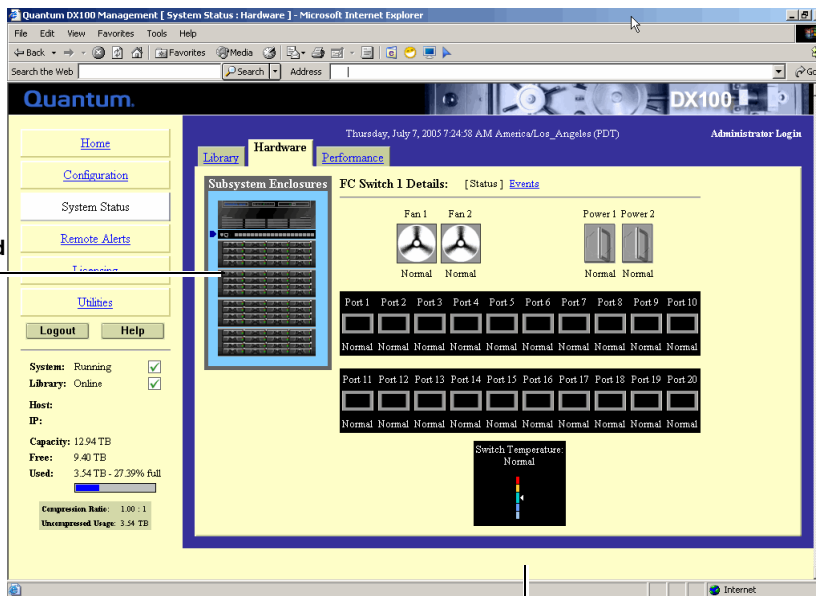 Quantum DX100 Management [ System Status : Hardware ] - Microsoft Internet Explorer
File Edit View Favorites Tools Help
Back Favorites Media
Search the Web Search Address Go
Quantum. DX100
Thursday, July 7, 2005 7:24:58 AM America/Los_Angeles (PDT) Administrator Login
Home
Configuration
System Status
Remote Alerts
Licensing
Utilities
Logout Help
System: Running
Library: Online
Host:
IP:
Capacity: 12.94 TB
Free: 9.40 TB
Used: 3.54 TB - 27.39% full
Compression Ratio: 1.00 : 1
Uncompressed Usage: 3.54 TB
Library Hardware Performance
Subsystem Enclosures
FC Switch 1 Details: [Status] Events
Fan 1 Fan 2 Power 1 Power 2
Normal Normal Normal Normal
Port 1 Port 2 Port 3 Port 4 Port 5 Port 6 Port 7 Port 8 Port 9 Port 10
Normal Normal Normal Normal Normal Normal Normal Normal Normal Normal
Port 11 Port 12 Port 13 Port 14 Port 15 Port 16 Port 17 Port 18 Port 19 Port 20
Normal Normal Normal Normal Normal Normal Normal Normal Normal Normal
Switch Temperature:
Normal
Internet